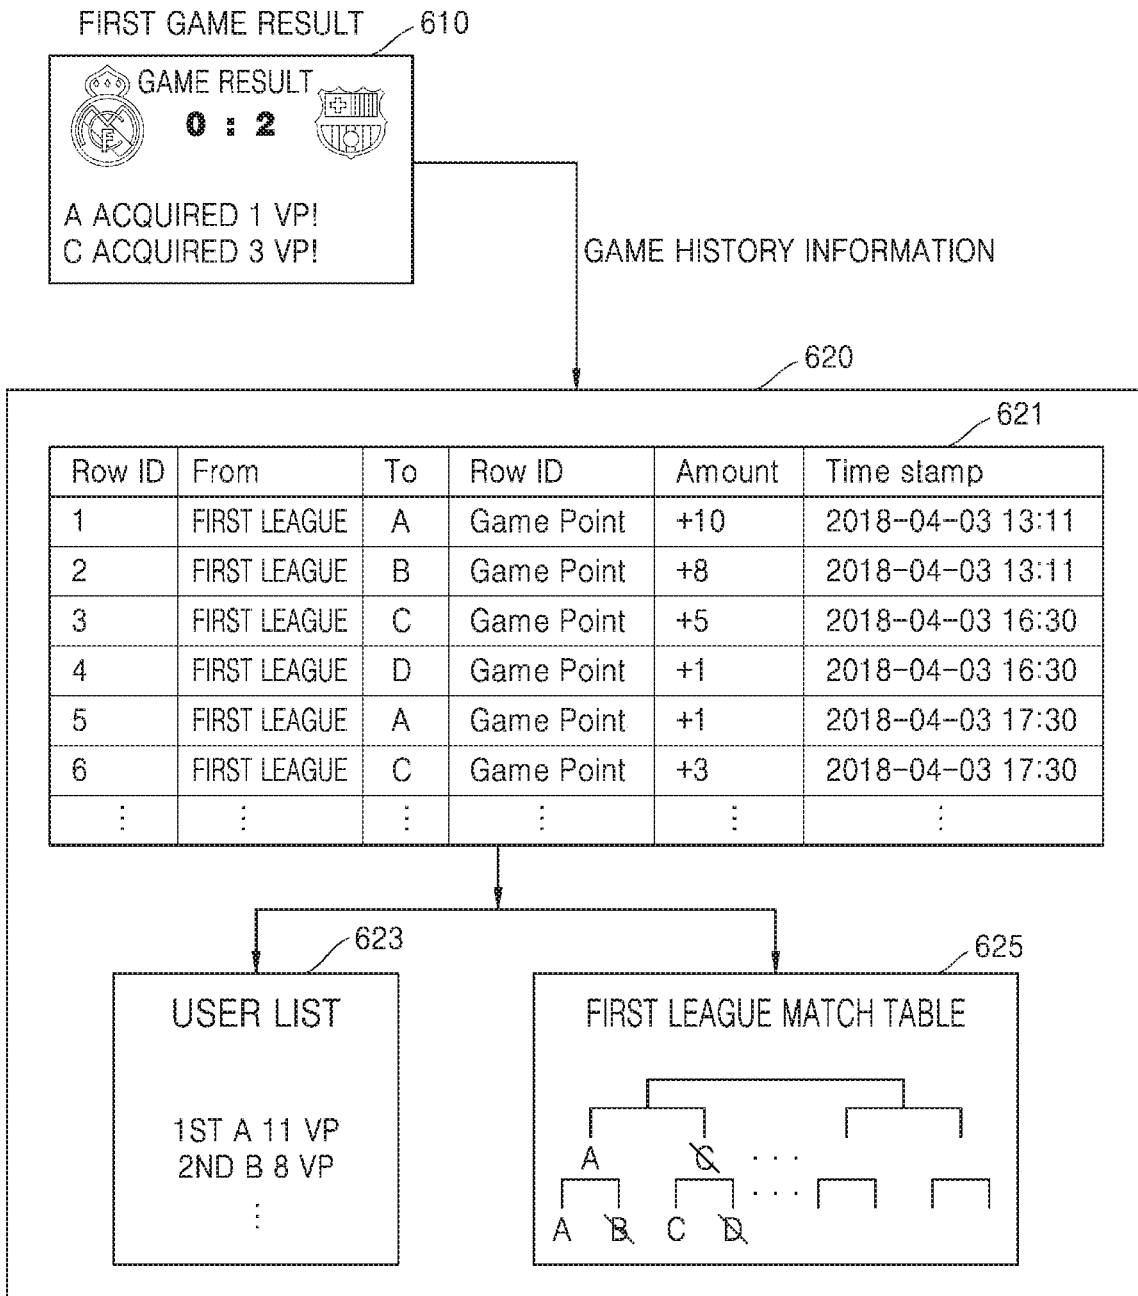 FIRST GAME RESULT
610
GAME RESULT
0 : 2
A ACQUIRED 1 VP!
C ACQUIRED 3 VP!
GAME HISTORY INFORMATION
620
621
Row ID From To Row ID Amount Time stamp
1 FIRST LEAGUE A Game Point +10 2018-04-03 13:11
2 FIRST LEAGUE B Game Point +8 2018-04-03 13:11
3 FIRST LEAGUE C Game Point +5 2018-04-03 16:30
4 FIRST LEAGUE D Game Point +1 2018-04-03 16:30
5 FIRST LEAGUE A Game Point +1 2018-04-03 17:30
6 FIRST LEAGUE C Game Point +3 2018-04-03 17:30
⋮ ⋮ ⋮ ⋮ ⋮ ⋮
623
USER LIST
1ST A 11 VP
2ND B 8 VP
⋮
625
FIRST LEAGUE MATCH TABLE
A C · · ·
· · ·
A B C D